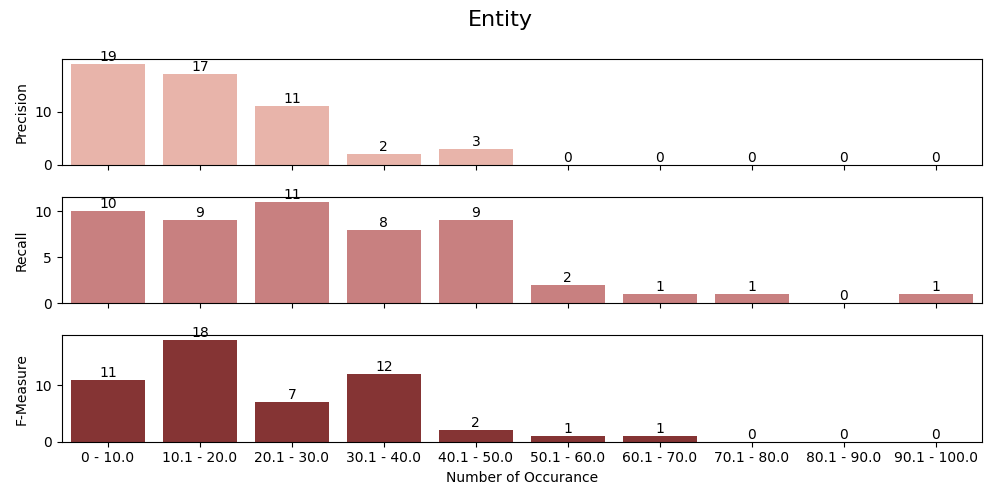 Entity
19 17 11 2 3 0 0 0 0 0
10
0
Precision
10 9 11 8 9 2 1 1 0 1
10
5
0
Recall
11 18 7 12 2 1 1 0 0 0
10
0
F-Measure
0 - 10.0 10.1 - 20.0 20.1 - 30.0 30.1 - 40.0 40.1 - 50.0 50.1 - 60.0 60.1 - 70.0 70.1 - 80.0 80.1 - 90.0 90.1 - 100.0
Number of Occurance